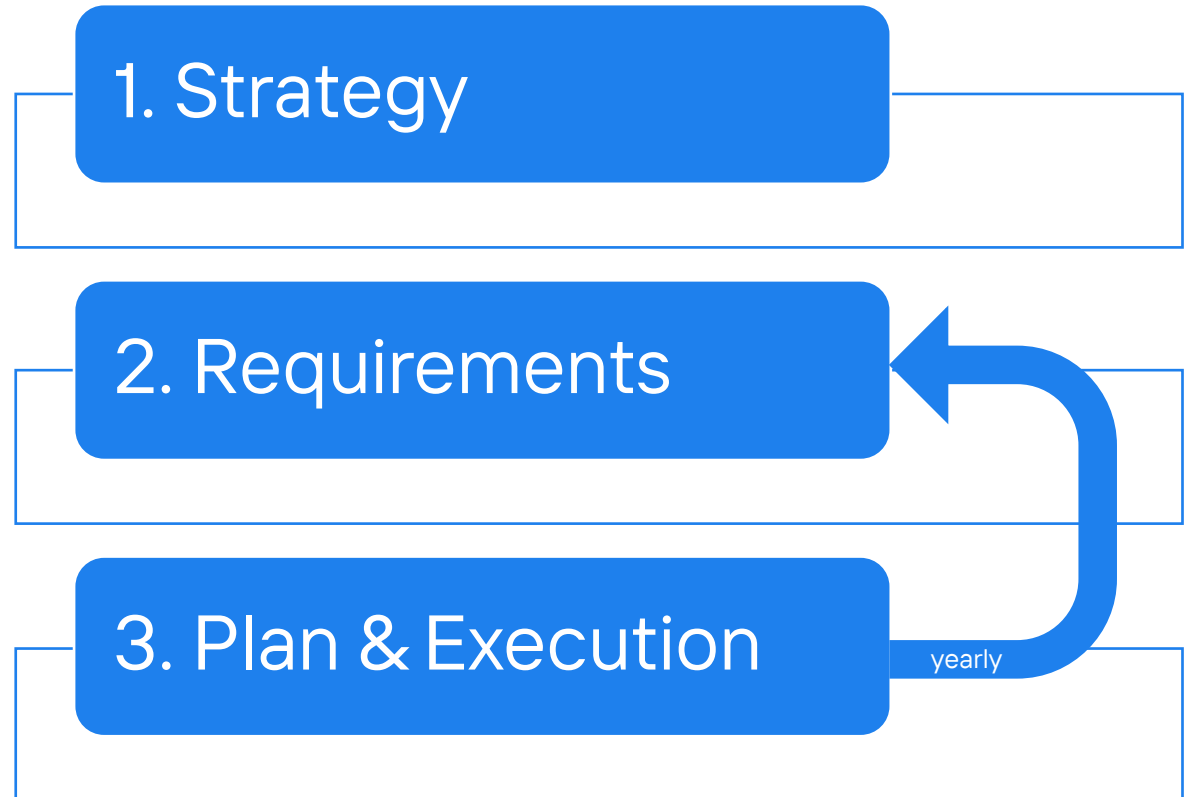 1. Strategy
2. Requirements
3. Plan & Execution
yearly